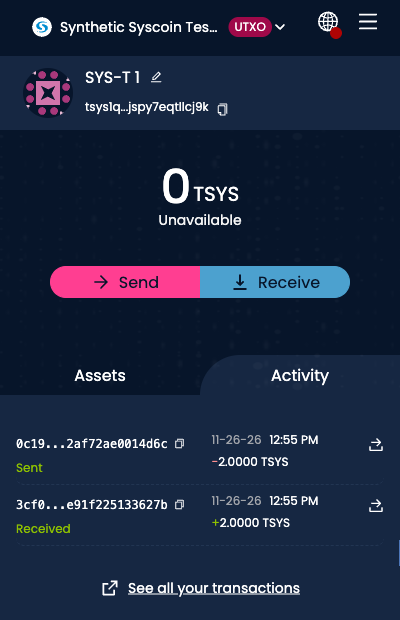 Synthetic Syscoin Tes... UTXO
SYS-T 1
tsys1q...jspy7eqtllcj9k
0 TSYS
Unavailable
Send
Receive
Assets
Activity
0c19...2af72ae0014d6c
11-26-26 12:55 PM
Sent
-2.0000 TSYS
3cf0...e91f225133627b
11-26-26 12:55 PM
Received
+2.0000 TSYS
See all your transactions